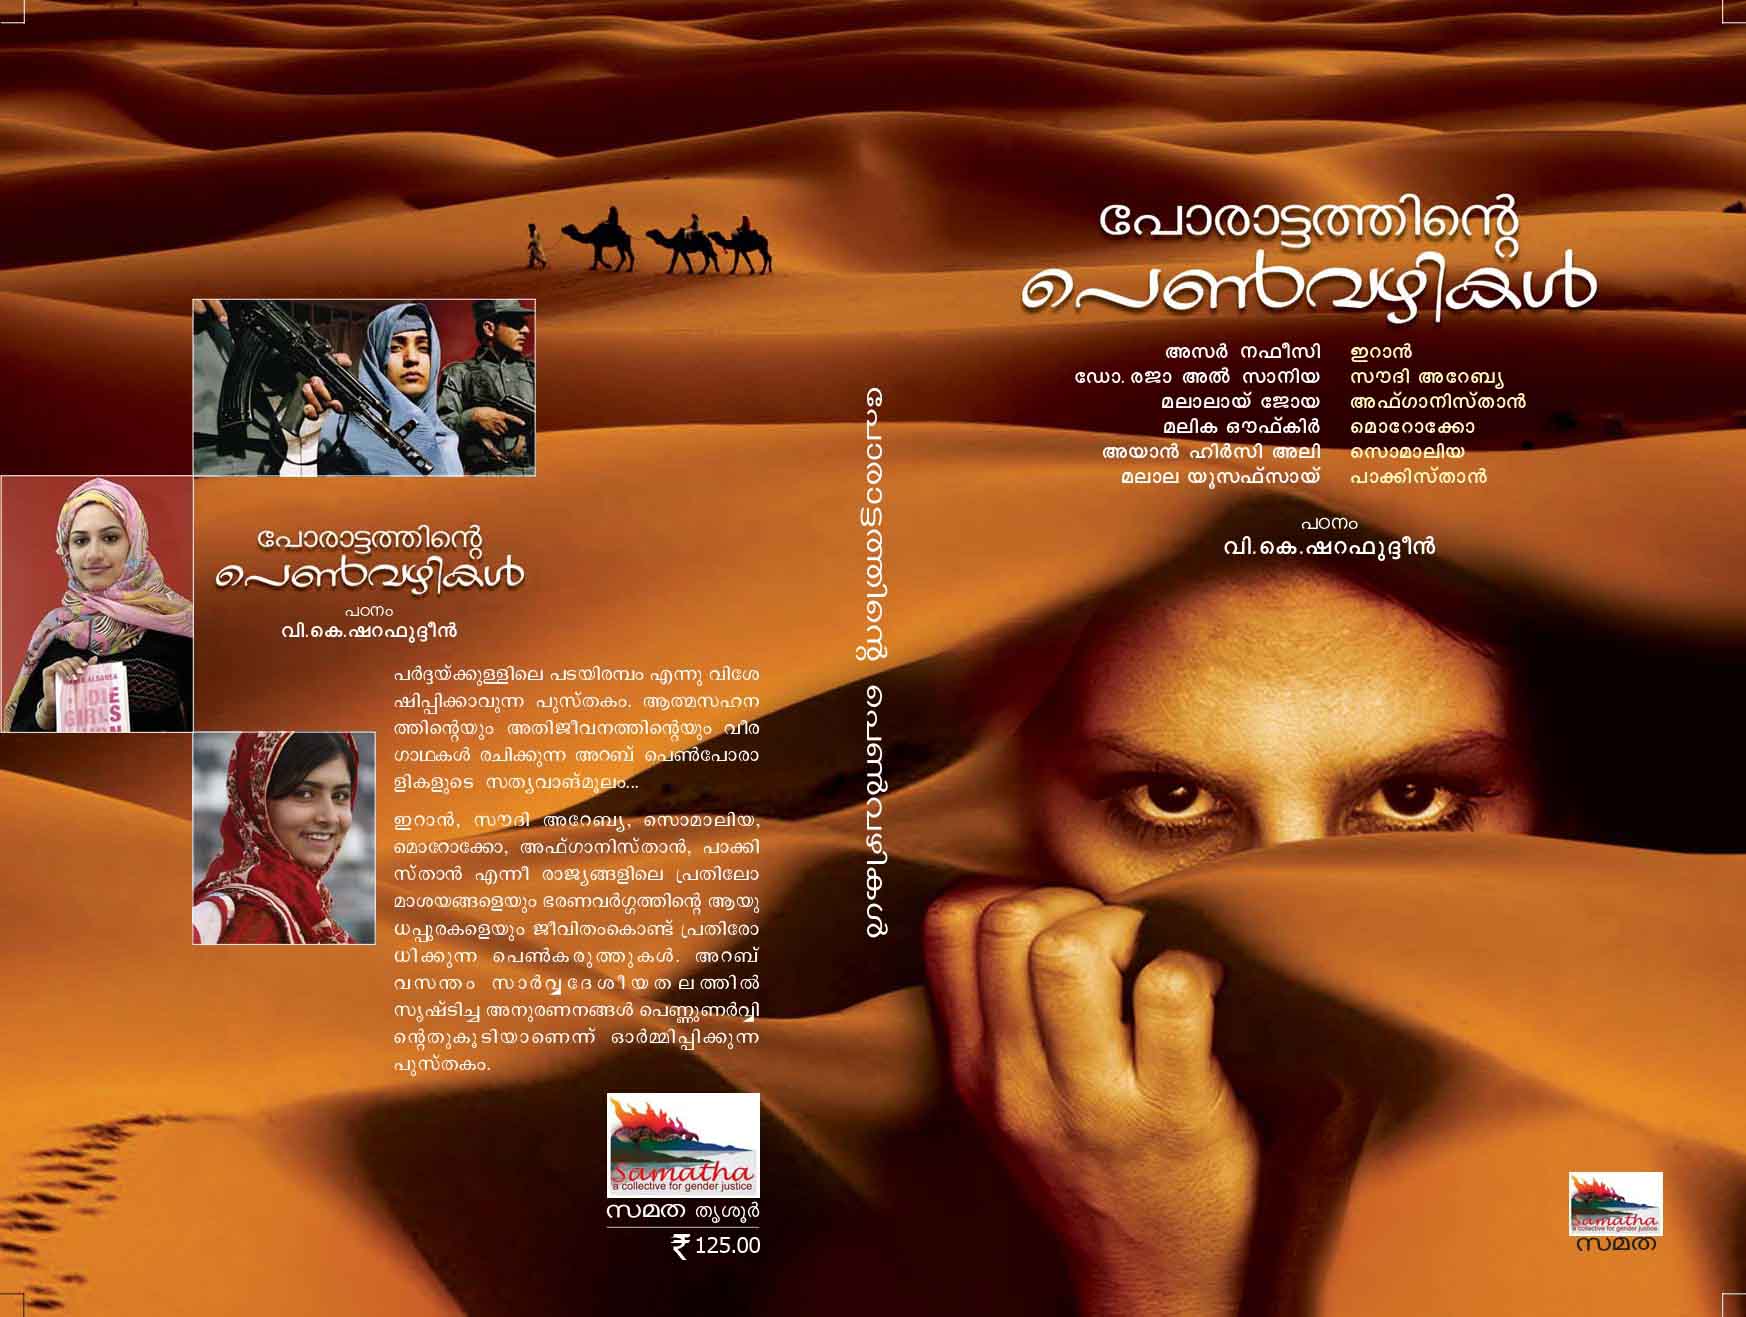 പോരാട്ടത്തിന്റെ
പെൺവഴികൾ
അസർ നഫീസി ഇറാൻ
ഡോ. രജാ അൽ സാനിയ സൗദി അറേബ്യ
മലാലായ് ജോയ അഫ്ഗാനിസ്താൻ
മലിക ഔഫ്കിർ മൊറോക്കോ
അയാൻ ഹിർസി അലി സൊമാലിയ
മലാല യൂസഫ്സായ് പാക്കിസ്താൻ
പഠനം
വി.കെ.ഷറഫുദ്ദീൻ
Samatha
a collective for gender justice
സമത
പോരാട്ടത്തിന്റെ പെൺവഴികൾ
പോരാട്ടത്തിന്റെ
പെൺവഴികൾ
പഠനം
വി.കെ.ഷറഫുദ്ദീൻ
പർദ്ദയ്ക്കുള്ളിലെ പടയിരമ്പം എന്നു വിശേ
ഷിപ്പിക്കാവുന്ന പുസ്തകം. ആത്മസഹന
ത്തിന്റെയും അതിജീവനത്തിന്റെയും വീര
ഗാഥകൾ രചിക്കുന്ന അറബ് പെൺപോരാ
ളികളുടെ സത്യവാങ്മൂലം...
ഇറാൻ, സൗദി അറേബ്യ, സൊമാലിയ,
മൊറോക്കോ, അഫ്ഗാനിസ്താൻ, പാക്കി
സ്താൻ എന്നീ രാജ്യങ്ങളിലെ പ്രതിലോ
മാശയങ്ങളെയും ഭരണവർഗ്ഗത്തിന്റെ ആയു
ധപ്പുരകളെയും ജീവിതംകൊണ്ട് പ്രതിരോ
ധിക്കുന്ന പെൺകരുത്തുകൾ. അറബ്
വസന്തം സാർവ്വദേശീയതലത്തിൽ
സൃഷ്ടിച്ച അനുരണനങ്ങൾ പെണ്ണുണർവ്വി
ന്റെതുകൂടിയാണെന്ന് ഓർമ്മിപ്പിക്കുന്ന
പുസ്തകം.
Samatha
a collective for gender justice
സമത തൃശൂർ
₹ 125.00